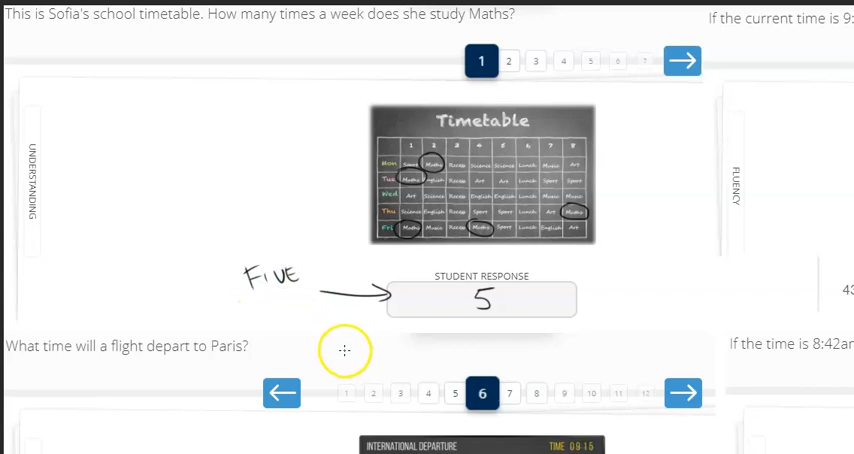 This is Sofia's school timetable. How many times a week does she study Maths?
If the current time is 9:
1 2 3 4 5 6 7
UNDERSTANDING
FLUENCY
Timetable
1 2 3 4 5 6 7 8
Mon Sport Maths Recess Science Science Lunch Music Art
Tue Maths English Recess Art Art Lunch Sport Sport
Wed Art Science Recess English English Lunch Music Music
Thu Science English Recess Sport Sport Lunch Art Maths
Fri Maths Music Recess Maths Sport Lunch English Art
FIVE
STUDENT RESPONSE
5
43
What time will a flight depart to Paris?
If the time is 8:42am
1 2 3 4 5 6 7 8 9 10 11 12
INTERNATIONAL DEPARTURE TIME 09:15